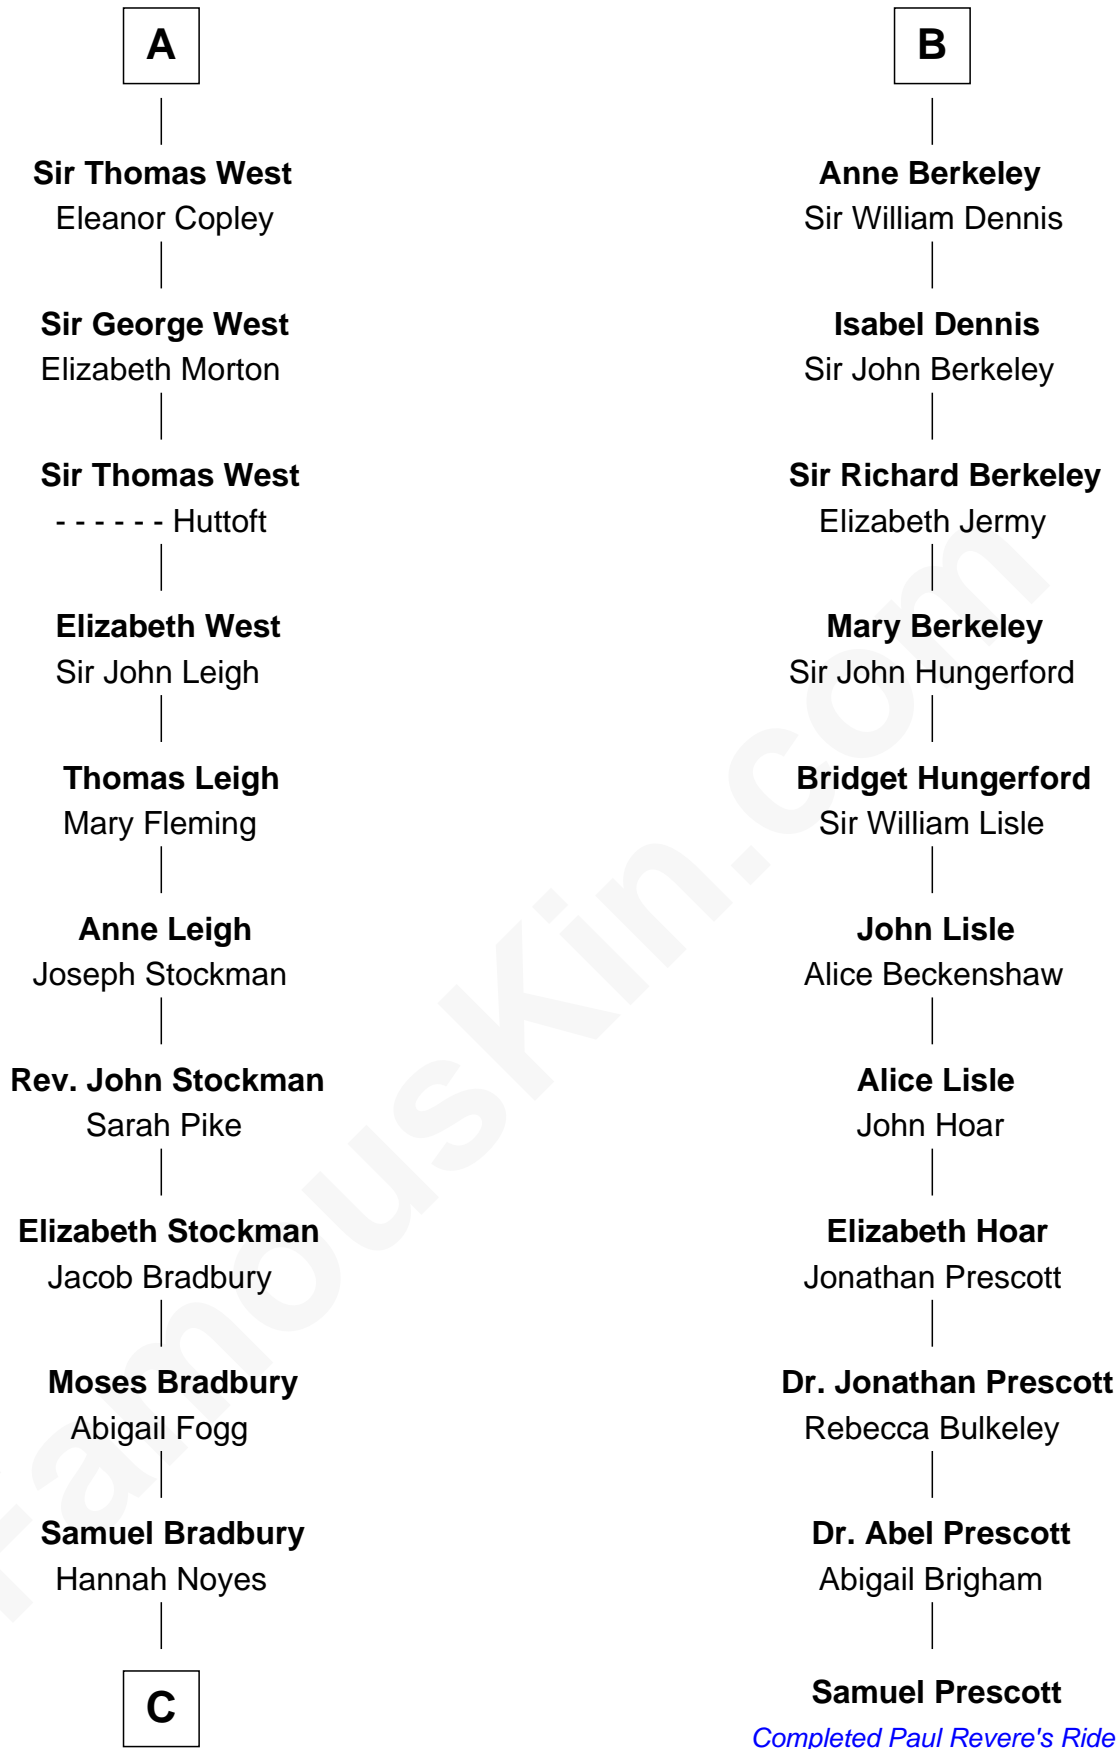 A
Sir Thomas West
Eleanor Copley
Sir George West
Elizabeth Morton
Sir Thomas West
- - - - - - Huttoft
Elizabeth West
Sir John Leigh
Thomas Leigh
Mary Fleming
Anne Leigh
Joseph Stockman
Rev. John Stockman
Sarah Pike
Elizabeth Stockman
Jacob Bradbury
Moses Bradbury
Abigail Fogg
Samuel Bradbury
Hannah Noyes
C
B
Anne Berkeley
Sir William Dennis
Isabel Dennis
Sir John Berkeley
Sir Richard Berkeley
Elizabeth Jermy
Mary Berkeley
Sir John Hungerford
Bridget Hungerford
Sir William Lisle
John Lisle
Alice Beckenshaw
Alice Lisle
John Hoar
Elizabeth Hoar
Jonathan Prescott
Dr. Jonathan Prescott
Rebecca Bulkeley
Dr. Abel Prescott
Abigail Brigham
Samuel Prescott
Completed Paul Revere's Ride
FamousKin.com